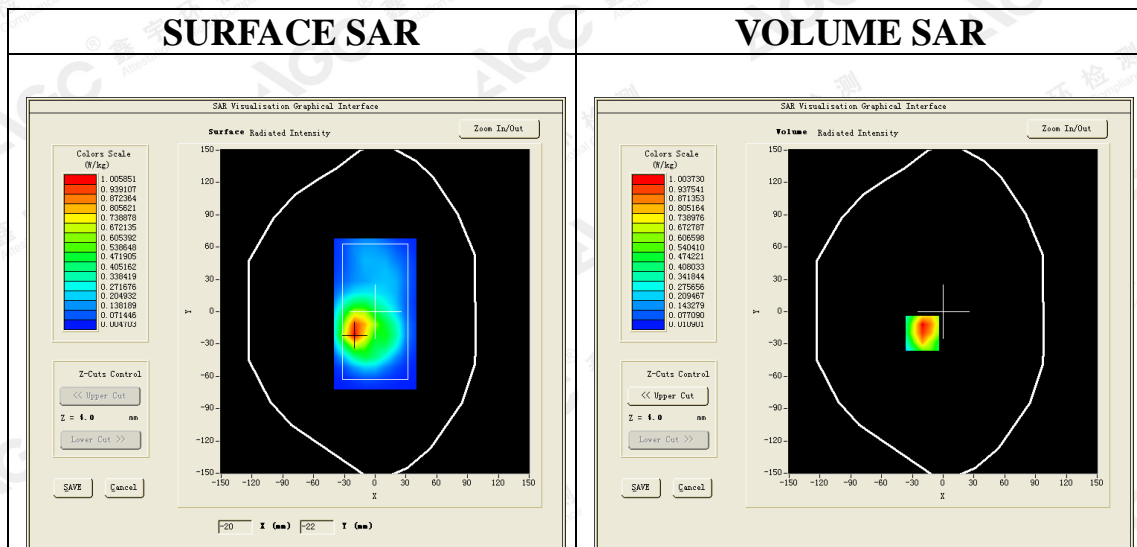 SURFACE SAR
VOLUME SAR
SAR Visualisation Graphical Interface
Surface Radiated Intensity
Zoom In/Out
Colors Scale
(W/kg)
1.005851
0.939107
0.872364
0.805621
0.738878
0.672135
0.605392
0.538648
0.471905
0.405162
0.338419
0.271676
0.204932
0.138189
0.071446
0.004703
Z-Cuts Control
<< Upper Cut
Z = 4.0 mm
Lower Cut >>
SAVE Cancel
150
120
90
60
30
Y 0
-30
-60
-90
-120
-150
-150 -120 -90 -60 -30 0 30 60 90 120 150
X
-20 X (mm) -22 Y (mm)
SAR Visualisation Graphical Interface
Volume Radiated Intensity
Zoom In/Out
Colors Scale
(W/kg)
1.003730
0.937541
0.871353
0.805164
0.738976
0.672787
0.606598
0.540410
0.474221
0.408033
0.341844
0.275656
0.209467
0.143279
0.077090
0.010901
Z-Cuts Control
<< Upper Cut
Z = 4.0 mm
Lower Cut >>
SAVE Cancel
150
120
90
60
30
Y 0
-30
-60
-90
-120
-150
-150 -120 -90 -60 -30 0 30 60 90 120 150
X